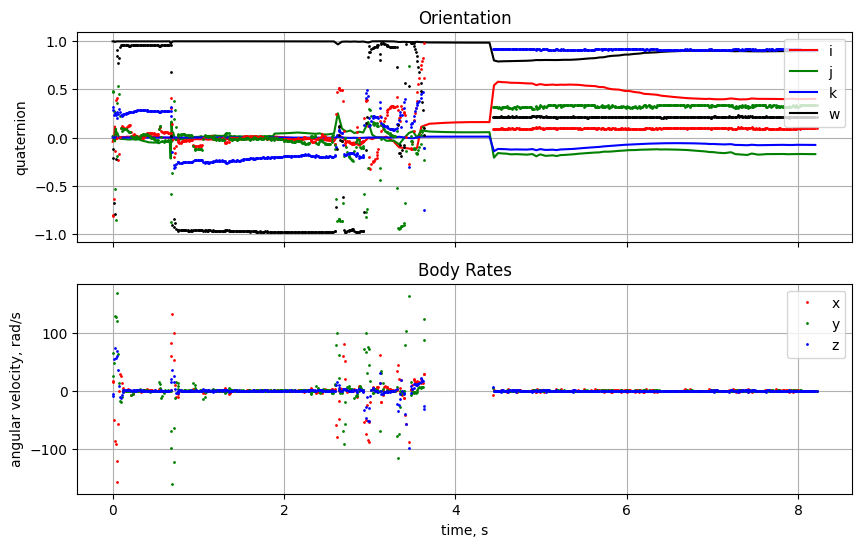 Orientation
quaternion
1.0
0.5
0.0
−0.5
−1.0
i
j
k
w
Body Rates
angular velocity, rad/s
100
0
−100
x
y
z
0
2
4
6
8
time, s